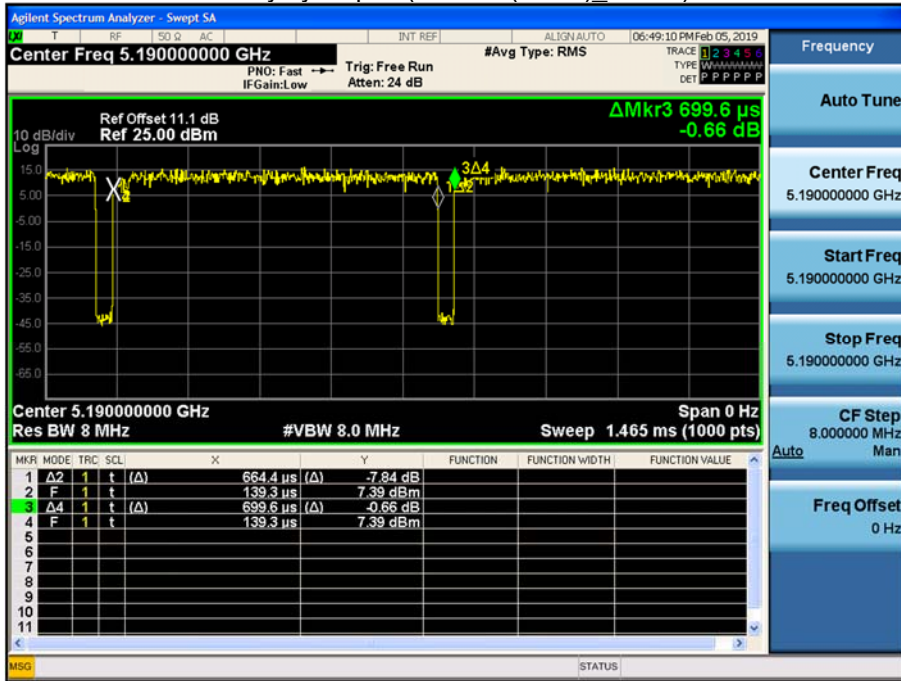 Agilent Spectrum Analyzer - Swept SA
LXI T RF 50 Ω AC INT REF ALIGN AUTO 06:49:10 PM Feb 05, 2019
Center Freq 5.190000000 GHz
#Avg Type: RMS
TRACE 1 2 3 4 5 6
TYPE W
DET P P P P P P
PNO: Fast
IFGain:Low
Trig: Free Run
Atten: 24 dB
Ref Offset 11.1 dB
10 dB/div Ref 25.00 dBm
Log
ΔMkr3 699.6 µs
-0.66 dB
15.0
5.00
-5.00
-15.0
-25.0
-35.0
-45.0
-55.0
-65.0
X
3Δ4
1Δ2
Center 5.190000000 GHz Span 0 Hz
Res BW 8 MHz #VBW 8.0 MHz Sweep 1.465 ms (1000 pts)
MKR MODE TRC SCL X Y FUNCTION FUNCTION WIDTH FUNCTION VALUE
1 Δ2 1 t (Δ) 664.4 µs (Δ) -7.84 dB
2 F 1 t 139.3 µs 7.39 dBm
3 Δ4 1 t (Δ) 699.6 µs (Δ) -0.66 dB
4 F 1 t 139.3 µs 7.39 dBm
5
6
7
8
9
10
11
MSG STATUS
Frequency
Auto Tune
Center Freq
5.190000000 GHz
Start Freq
5.190000000 GHz
Stop Freq
5.190000000 GHz
CF Step
8.000000 MHz
Auto Man
Freq Offset
0 Hz